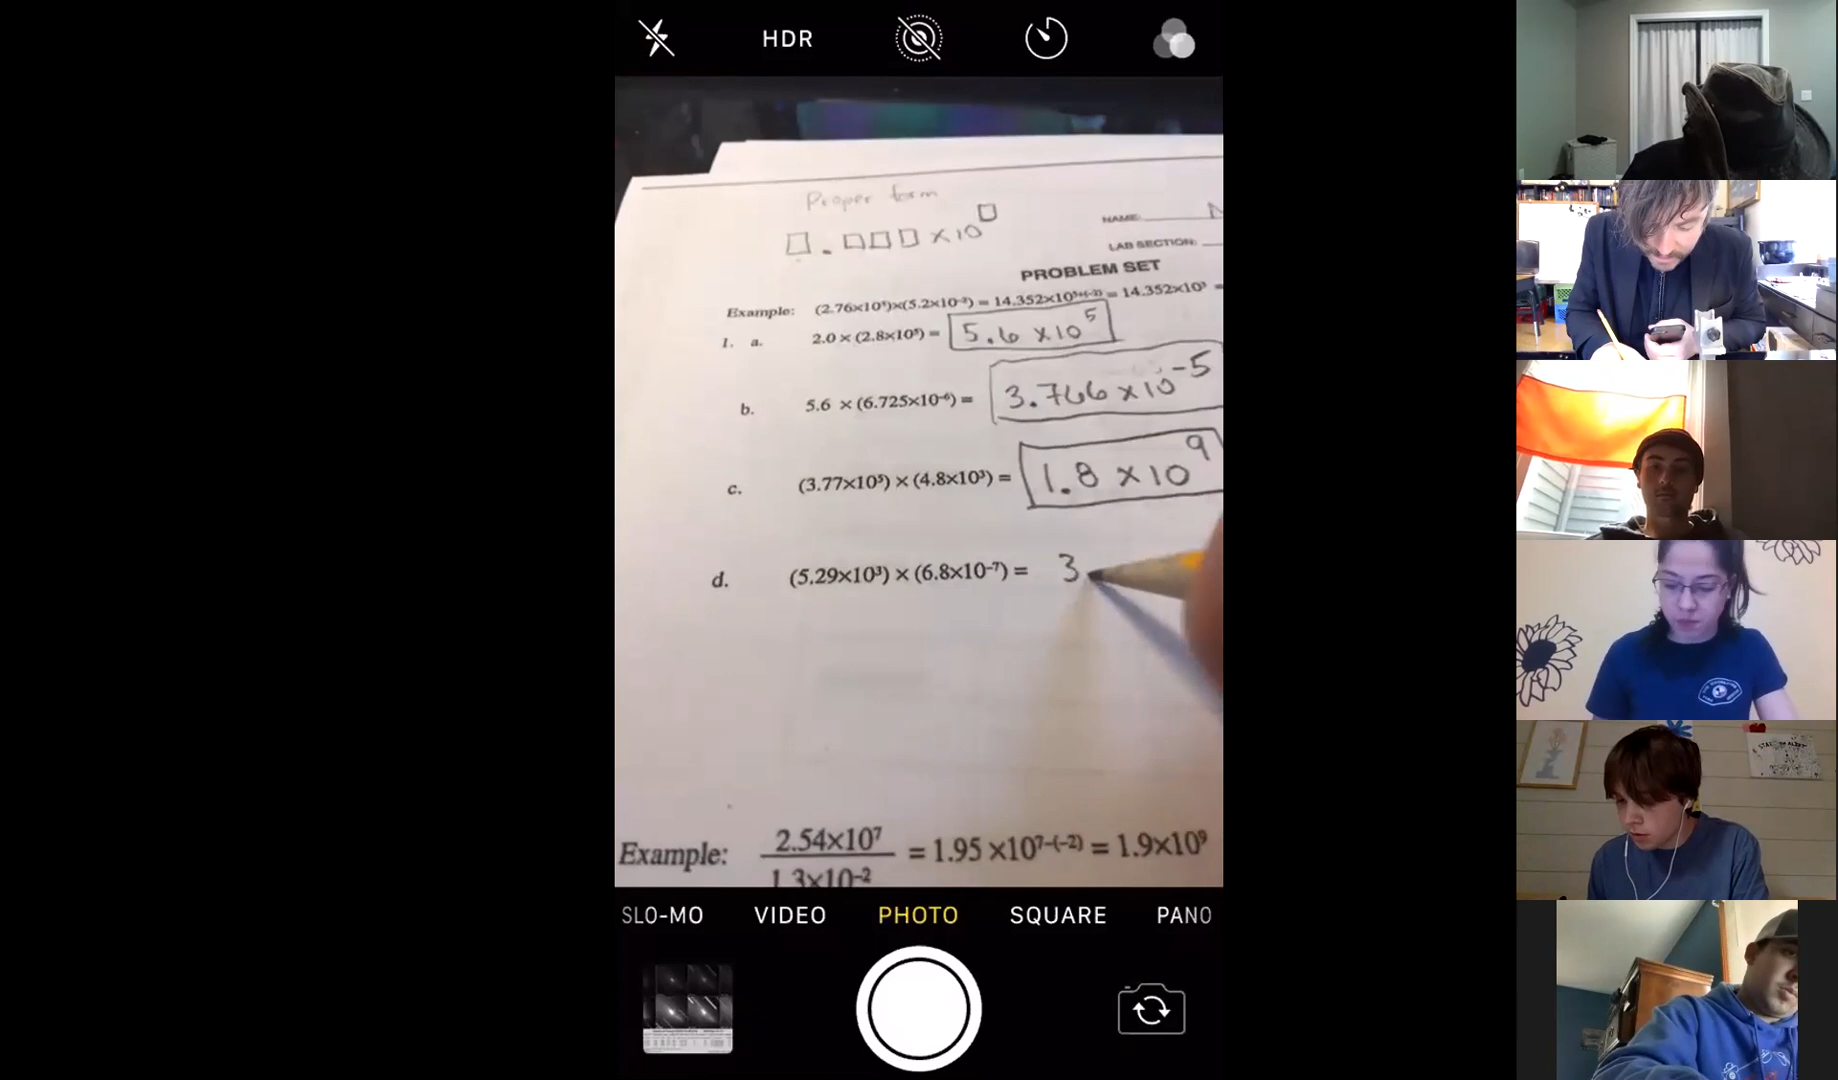 HDR
Proper form
□.□□□×10^□
NAME:
LAB SECTION:
PROBLEM SET
Example: (2.76×10⁵)×(5.2×10⁻²) = 14.352×10⁵⁺⁽⁻²⁾ = 14.352×10³ =
1. a. 2.0 × (2.8×10⁵) = 5.6 ×10⁵
b. 5.6 × (6.725×10⁻⁶) = 3.766 ×10⁻⁵
c. (3.77×10⁵) × (4.8×10³) = 1.8 ×10⁹
d. (5.29×10³) × (6.8×10⁻⁷) = 3
Example: 2.54×10⁷ = 1.95 ×10⁷⁻⁽⁻²⁾ = 1.9×10⁹
1.3×10⁻²
SLO-MO VIDEO PHOTO SQUARE PANO